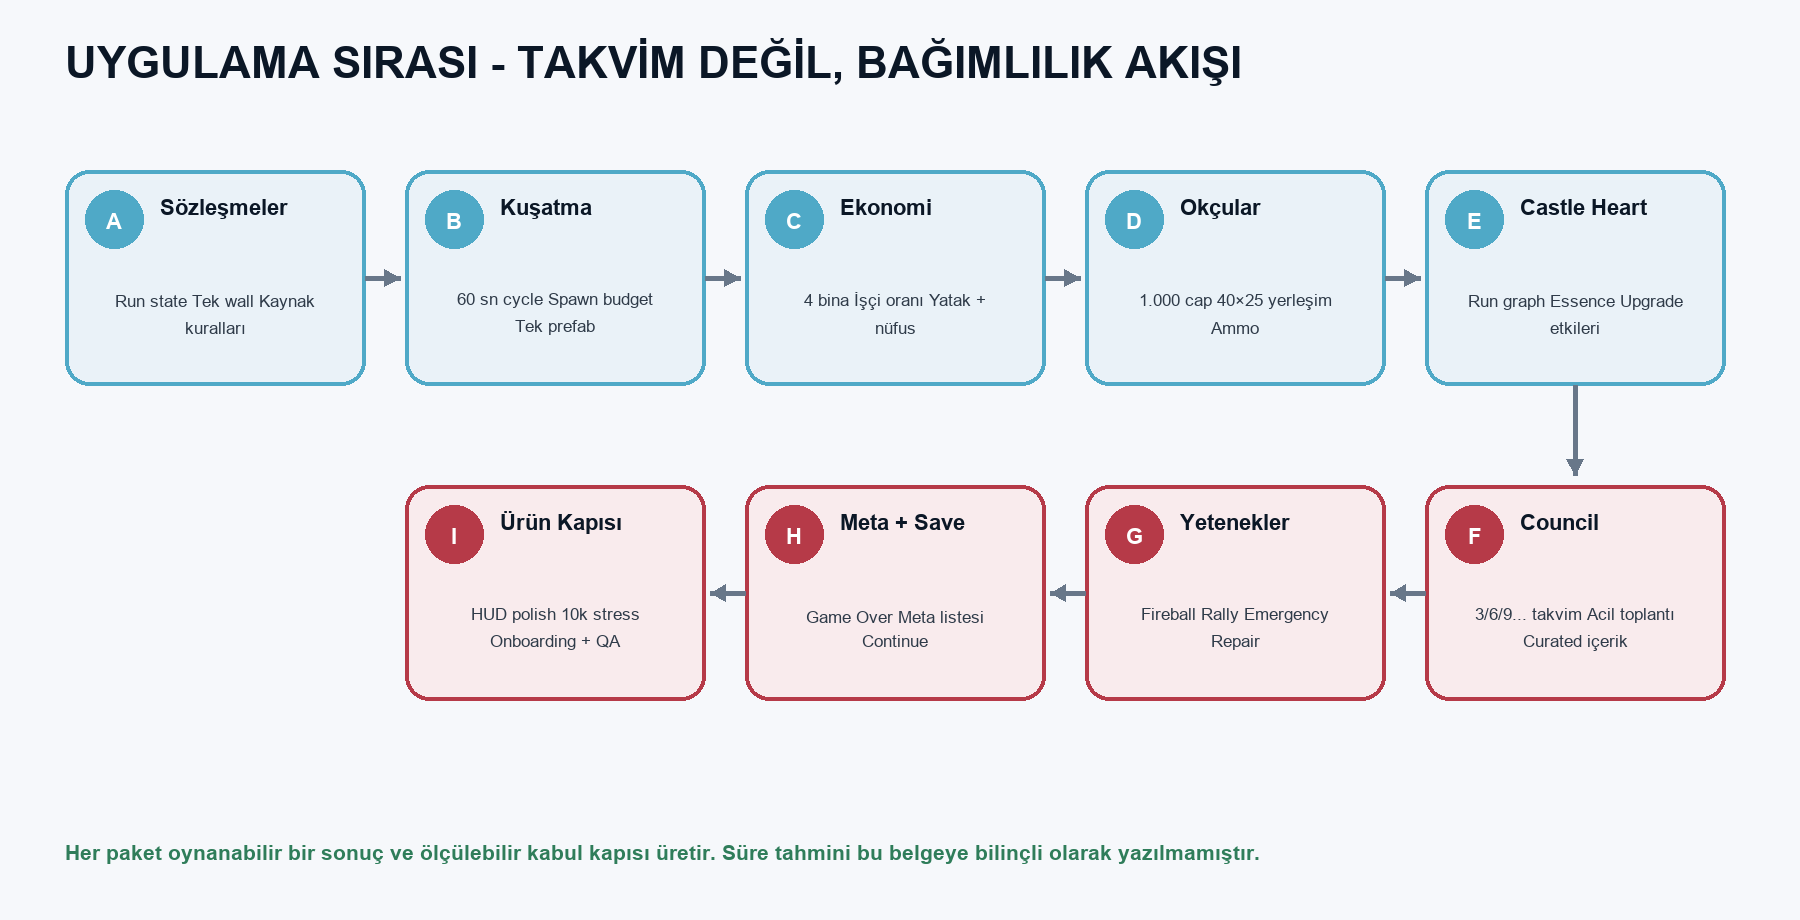 UYGULAMA SIRASI - TAKVİM DEĞİL, BAĞIMLILIK AKIŞI
A
Sözleşmeler
Run state Tek wall Kaynak
kuralları
B
Kuşatma
60 sn cycle Spawn budget
Tek prefab
C
Ekonomi
4 bina İşçi oranı Yatak +
nüfus
D
Okçular
1.000 cap 40×25 yerleşim
Ammo
E
Castle Heart
Run graph Essence Upgrade
etkileri
F
Council
3/6/9... takvim Acil toplantı
Curated içerik
G
Yetenekler
Fireball Rally Emergency
Repair
H
Meta + Save
Game Over Meta listesi
Continue
I
Ürün Kapısı
HUD polish 10k stress
Onboarding + QA
Her paket oynanabilir bir sonuç ve ölçülebilir kabul kapısı üretir. Süre tahmini bu belgeye bilinçli olarak yazılmamıştır.